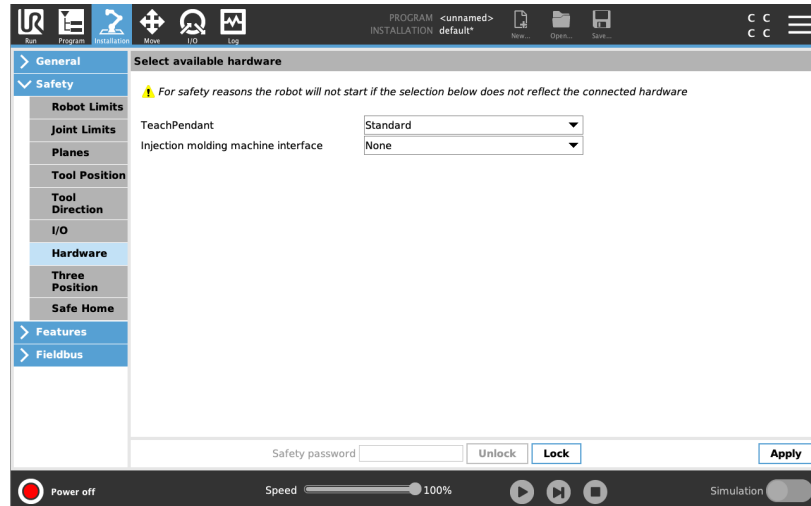 PROGRAM <unnamed>
INSTALLATION default*
UR
Run
Program
Installation
Move
I/O
Log
New...
Open...
Save...
C C
C C
General
Safety
Robot Limits
Joint Limits
Planes
Tool Position
Tool
Direction
I/O
Hardware
Three
Position
Safe Home
Features
Fieldbus
Select available hardware
For safety reasons the robot will not start if the selection below does not reflect the connected hardware
TeachPendant Standard
Injection molding machine interface None
Safety password Unlock Lock Apply
Power off Speed 100% Simulation